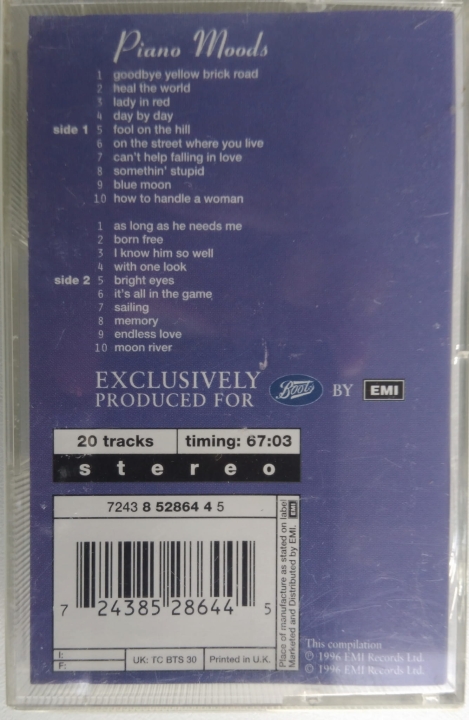 Piano Moods
1 goodbye yellow brick road
2 heal the world
3 lady in red
4 day by day
side 1 5 fool on the hill
6 on the street where you live
7 can't help falling in love
8 somethin' stupid
9 blue moon
10 how to handle a woman
1 as long as he needs me
2 born free
3 I know him so well
4 with one look
side 2 5 bright eyes
6 it's all in the game
7 sailing
8 memory
9 endless love
10 moon river
EXCLUSIVELY
PRODUCED FOR Boots BY EMI
20 tracks timing: 67:03
stereo
7243 8 52864 4 5
7 24385 28644 5
Place of manufacture as stated on label
Marketed and Distributed by EMI. EMI
I:
F:
UK: TC BTS 30
Printed in U.K.
This compilation
℗ 1996 EMI Records Ltd.
© 1996 EMI Records Ltd.